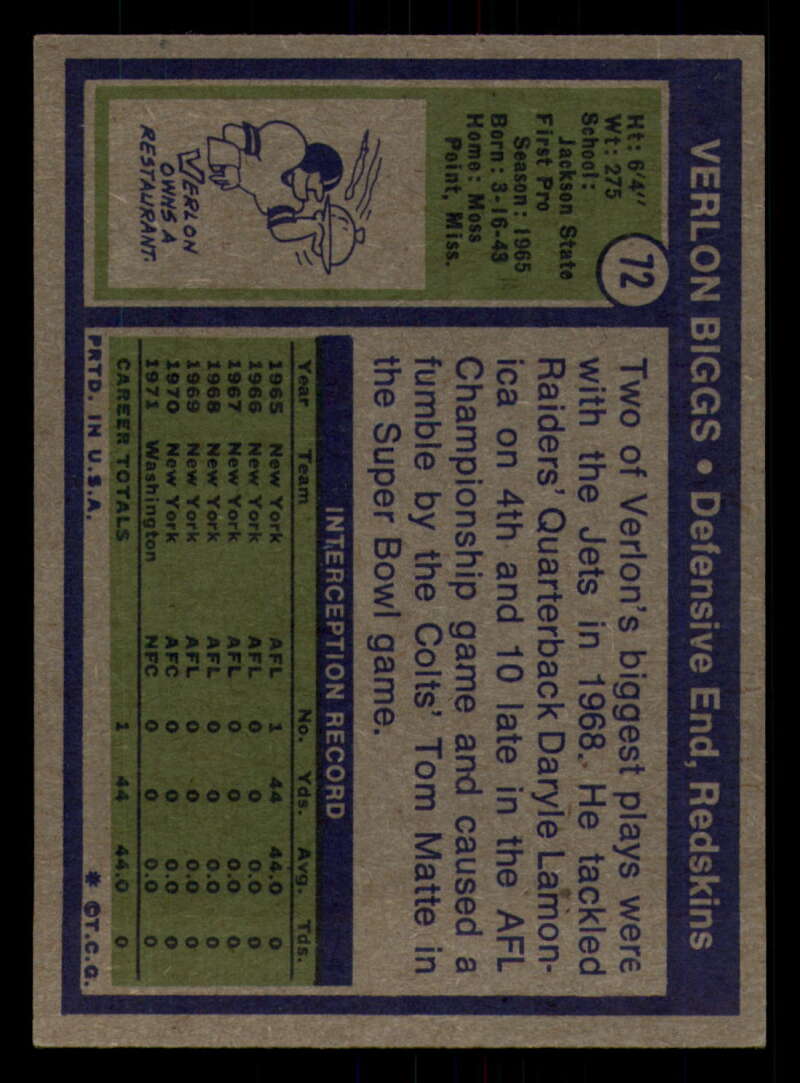 VERLON BIGGS • Defensive End, Redskins
72
Ht: 6'4"
Wt: 275
School:
Jackson State
First Pro
Season: 1965
Born: 3-16-43
Home: Moss
Point, Miss.
VERLON
OWNS A
RESTAURANT.
Two of Verlon's biggest plays were
with the Jets in 1968. He tackled
Raiders' Quarterback Daryle Lamon-
ica on 4th and 10 late in the AFL
Championship game and caused a
fumble by the Colts' Tom Matte in
the Super Bowl game.
INTERCEPTION RECORD
Year Team No. Yds. Avg. Tds.
1965 New York AFL 1 44 44.0 0
1966 New York AFL 0 0 0.0 0
1967 New York AFL 0 0 0.0 0
1968 New York AFL 0 0 0.0 0
1969 New York AFL 0 0 0.0 0
1970 New York AFC 0 0 0.0 0
1971 Washington NFC 0 0 0.0 0
CAREER TOTALS 1 44 44.0 0
PRTD. IN U.S.A. * ©T.C.G.